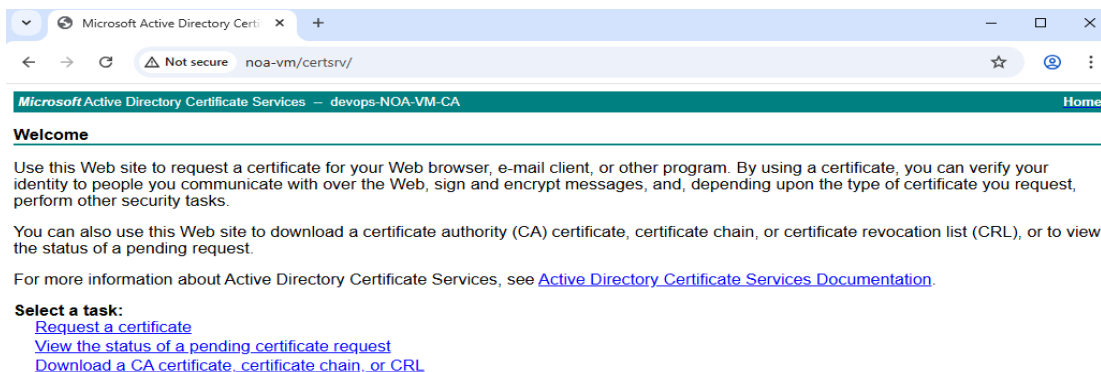 Microsoft Active Directory Certi
Not secure noa-vm/certsrv/
Microsoft Active Directory Certificate Services -- devops-NOA-VM-CA Home
Welcome
Use this Web site to request a certificate for your Web browser, e-mail client, or other program. By using a certificate, you can verify your
identity to people you communicate with over the Web, sign and encrypt messages, and, depending upon the type of certificate you request,
perform other security tasks.
You can also use this Web site to download a certificate authority (CA) certificate, certificate chain, or certificate revocation list (CRL), or to view
the status of a pending request.
For more information about Active Directory Certificate Services, see Active Directory Certificate Services Documentation.
Select a task:
Request a certificate
View the status of a pending certificate request
Download a CA certificate, certificate chain, or CRL